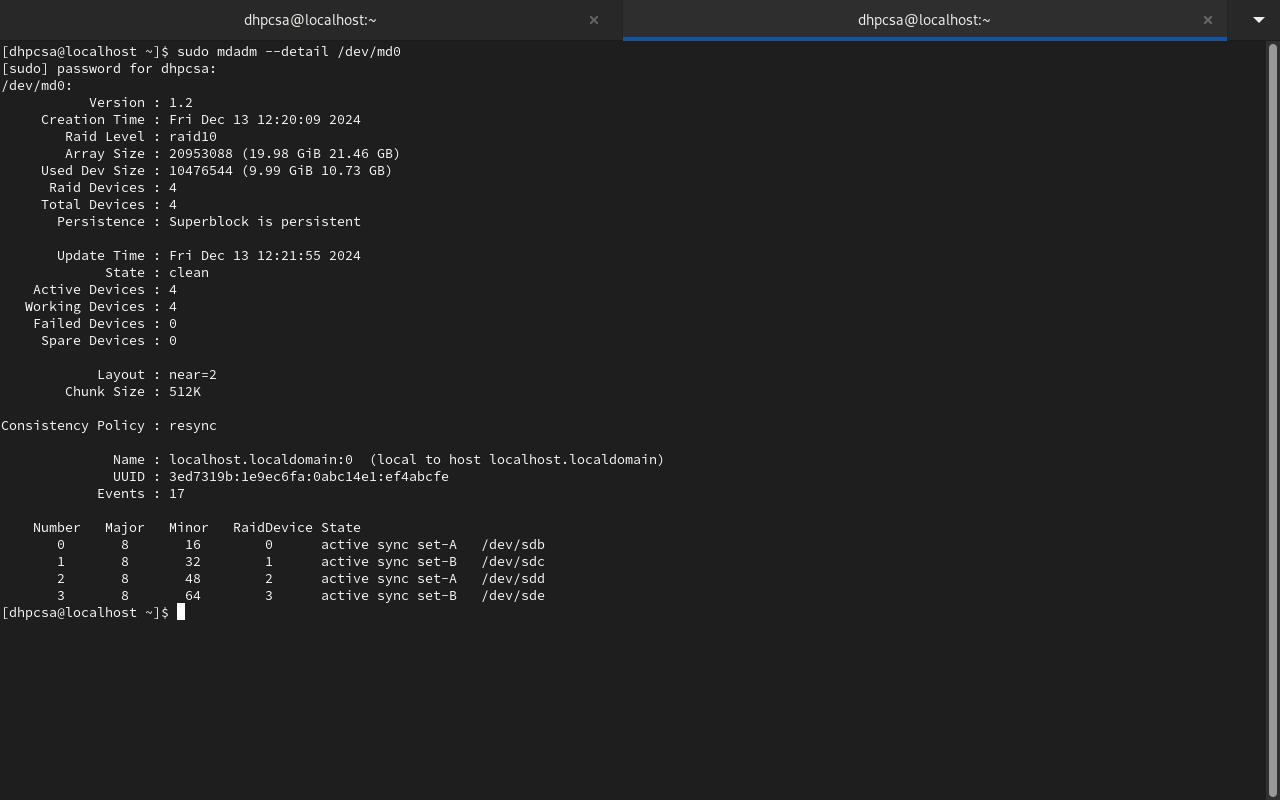 dhpcsa@localhost:~ × dhpcsa@localhost:~ ×
[dhpcsa@localhost ~]$ sudo mdadm --detail /dev/md0
[sudo] password for dhpcsa:
/dev/md0:
           Version : 1.2
     Creation Time : Fri Dec 13 12:20:09 2024
        Raid Level : raid10
        Array Size : 20953088 (19.98 GiB 21.46 GB)
     Used Dev Size : 10476544 (9.99 GiB 10.73 GB)
      Raid Devices : 4
     Total Devices : 4
       Persistence : Superblock is persistent

       Update Time : Fri Dec 13 12:21:55 2024
             State : clean
    Active Devices : 4
   Working Devices : 4
    Failed Devices : 0
     Spare Devices : 0

            Layout : near=2
        Chunk Size : 512K

Consistency Policy : resync

              Name : localhost.localdomain:0  (local to host localhost.localdomain)
              UUID : 3ed7319b:1e9ec6fa:0abc14e1:ef4abcfe
            Events : 17

    Number   Major   Minor   RaidDevice State
       0       8       16        0      active sync set-A   /dev/sdb
       1       8       32        1      active sync set-B   /dev/sdc
       2       8       48        2      active sync set-A   /dev/sdd
       3       8       64        3      active sync set-B   /dev/sde
[dhpcsa@localhost ~]$